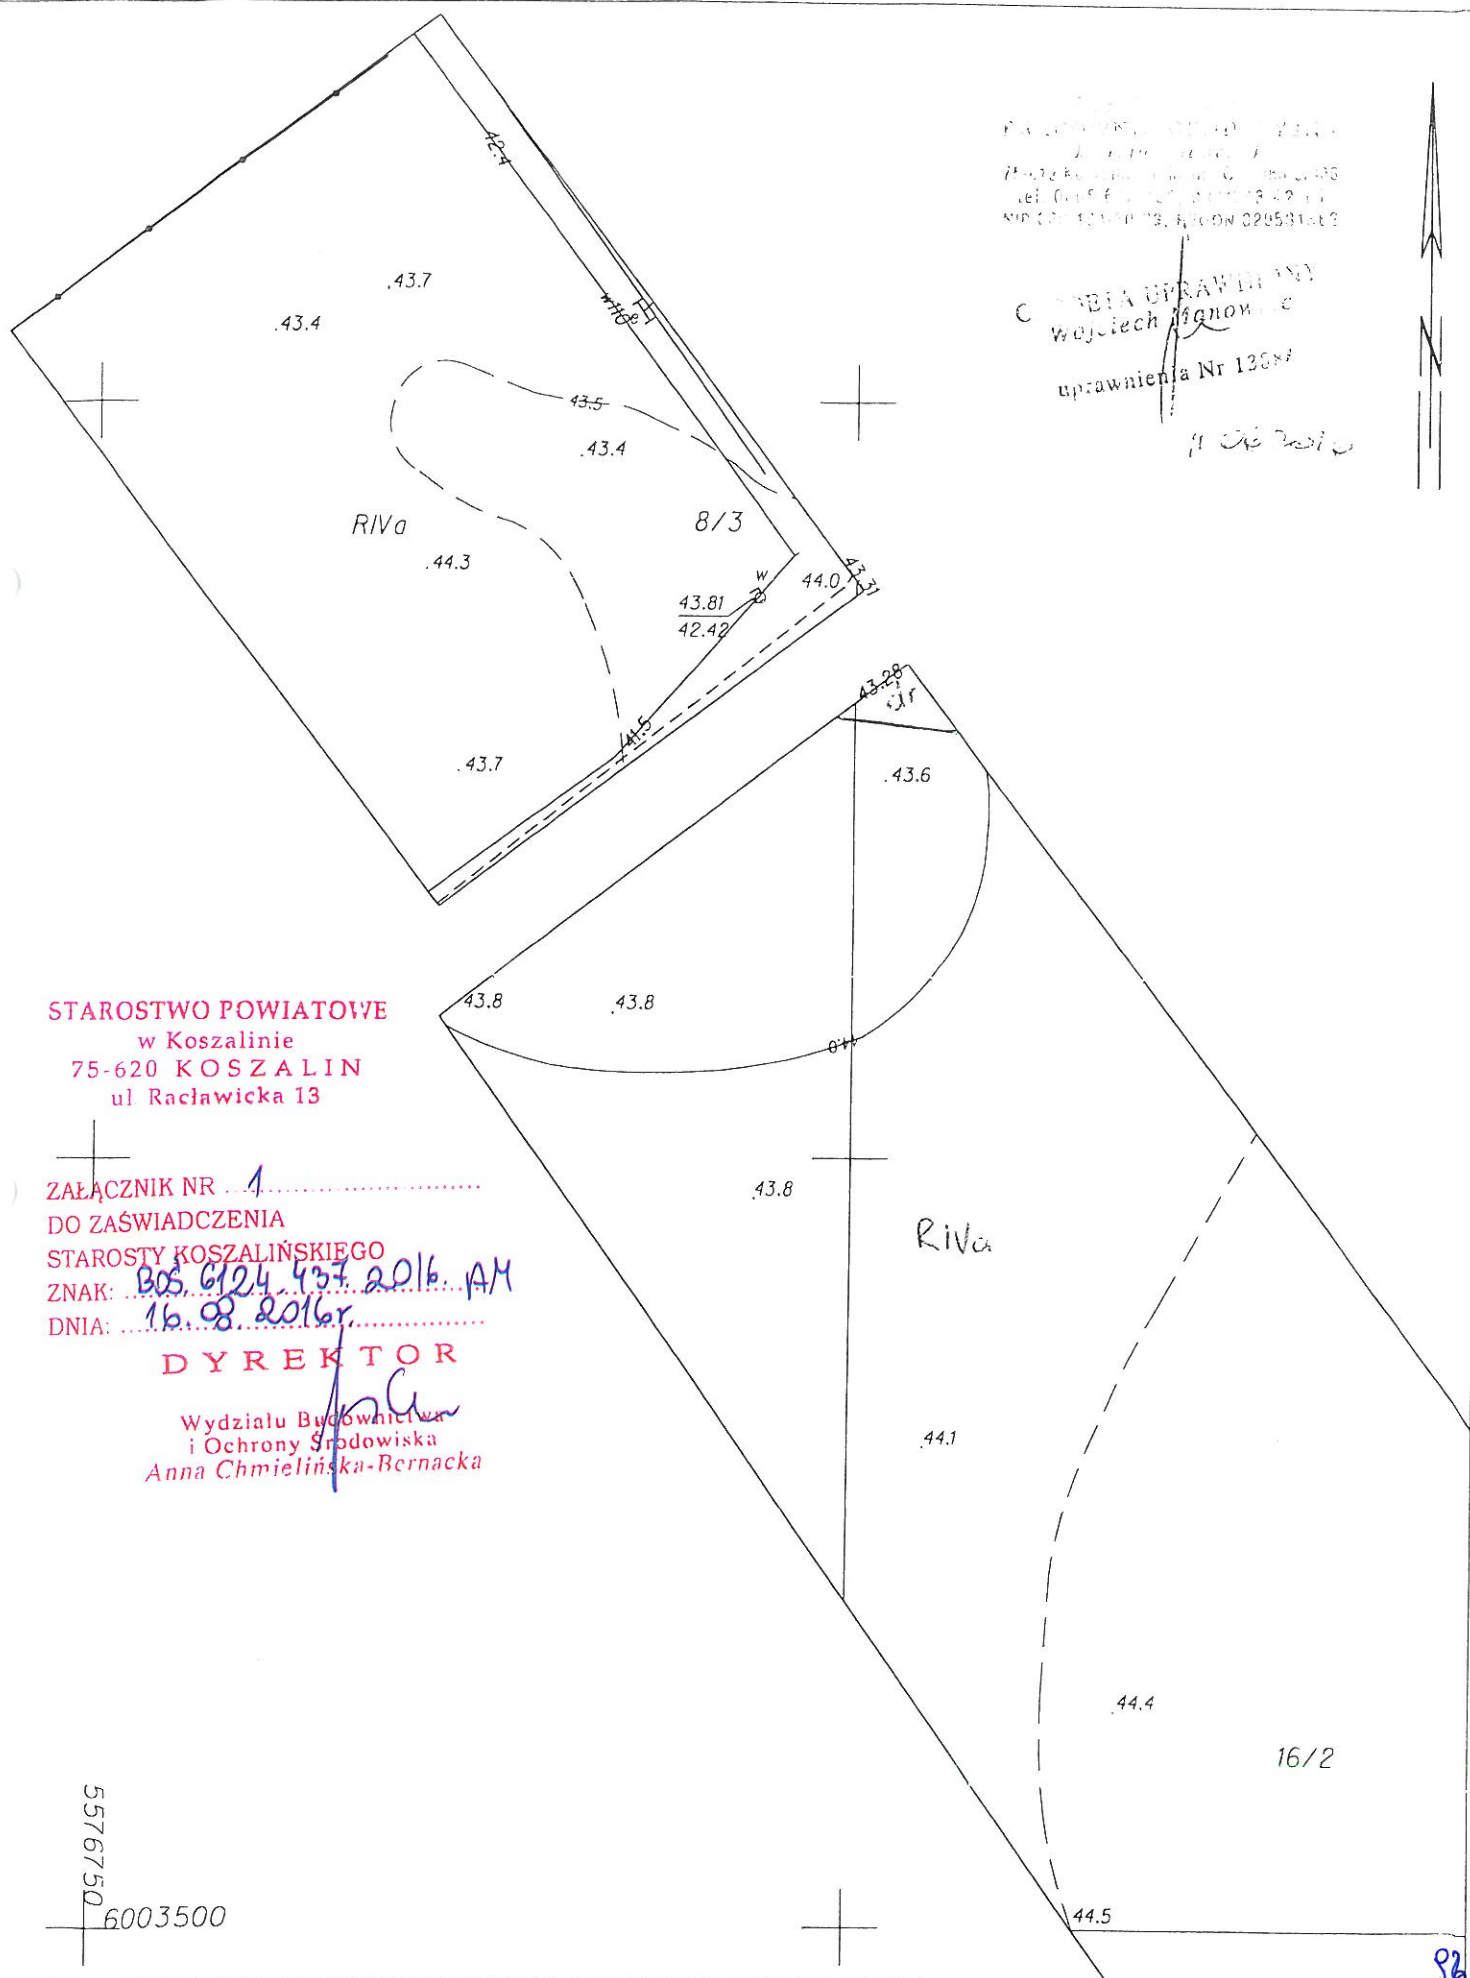 42.4
.43.7
.43.4
43.5
.43.4
RIVa
8/3
.44.3
w
44.0
43.31
43.81
42.42
41.5
.43.7
uprawnienia Nr
Wojciech
N
43.28
dr
.43.6
43.8
.43.8
44.0
STAROSTWO POWIATOWE
w Koszalinie
75-620 KOSZALIN
ul. Racławicka 13
ZAŁĄCZNIK NR 1
DO ZAŚWIADCZENIA
STAROSTY KOSZALIŃSKIEGO
ZNAK: BOŚ.6124.437.2016.AM
DNIA: 16.08.2016r.
DYREKTOR
Wydziału Budownictwa
i Ochrony Środowiska
Anna Chmielińska-Bernacka
.43.8
RIVa
.44.1
.44.4
16/2
5576750
6003500
44.5